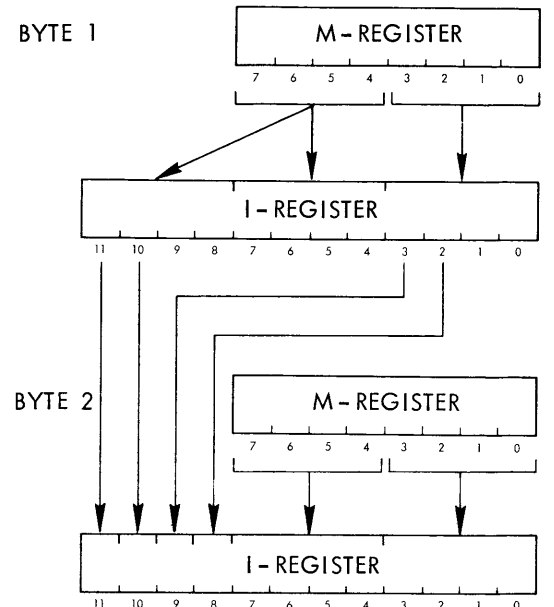 BYTE 1
M-REGISTER
7 6 5 4 3 2 1 0
I-REGISTER
11 10 9 8 7 6 5 4 3 2 1 0
BYTE 2
M-REGISTER
7 6 5 4 3 2 1 0
I-REGISTER
11 10 9 8 7 6 5 4 3 2 1 0